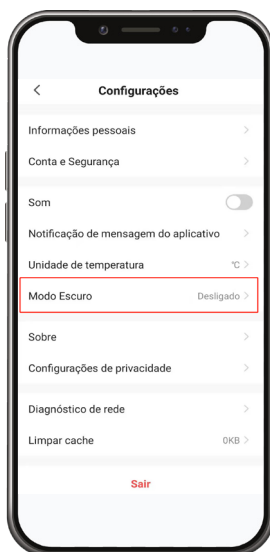 Configurações
Informações pessoais
Conta e Segurança
Som
Notificação de mensagem do aplicativo
Unidade de temperatura °C
Modo Escuro Desligado
Sobre
Configurações de privacidade
Diagnóstico de rede
Limpar cache 0KB
Sair